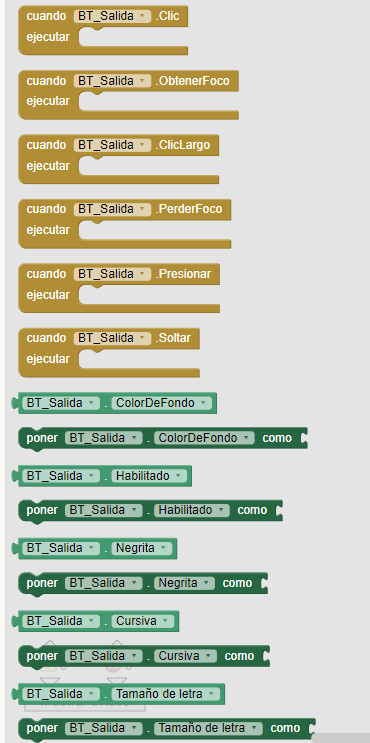 cuando BT_Salida .Clic
ejecutar
cuando BT_Salida .ObtenerFoco
ejecutar
cuando BT_Salida .ClicLargo
ejecutar
cuando BT_Salida .PerderFoco
ejecutar
cuando BT_Salida .Presionar
ejecutar
cuando BT_Salida .Soltar
ejecutar
BT_Salida . ColorDeFondo
poner BT_Salida . ColorDeFondo como
BT_Salida . Habilitado
poner BT_Salida . Habilitado como
BT_Salida . Negrita
poner BT_Salida . Negrita como
BT_Salida . Cursiva
poner BT_Salida . Cursiva como
BT_Salida . Tamaño de letra
poner BT_Salida . Tamaño de letra como